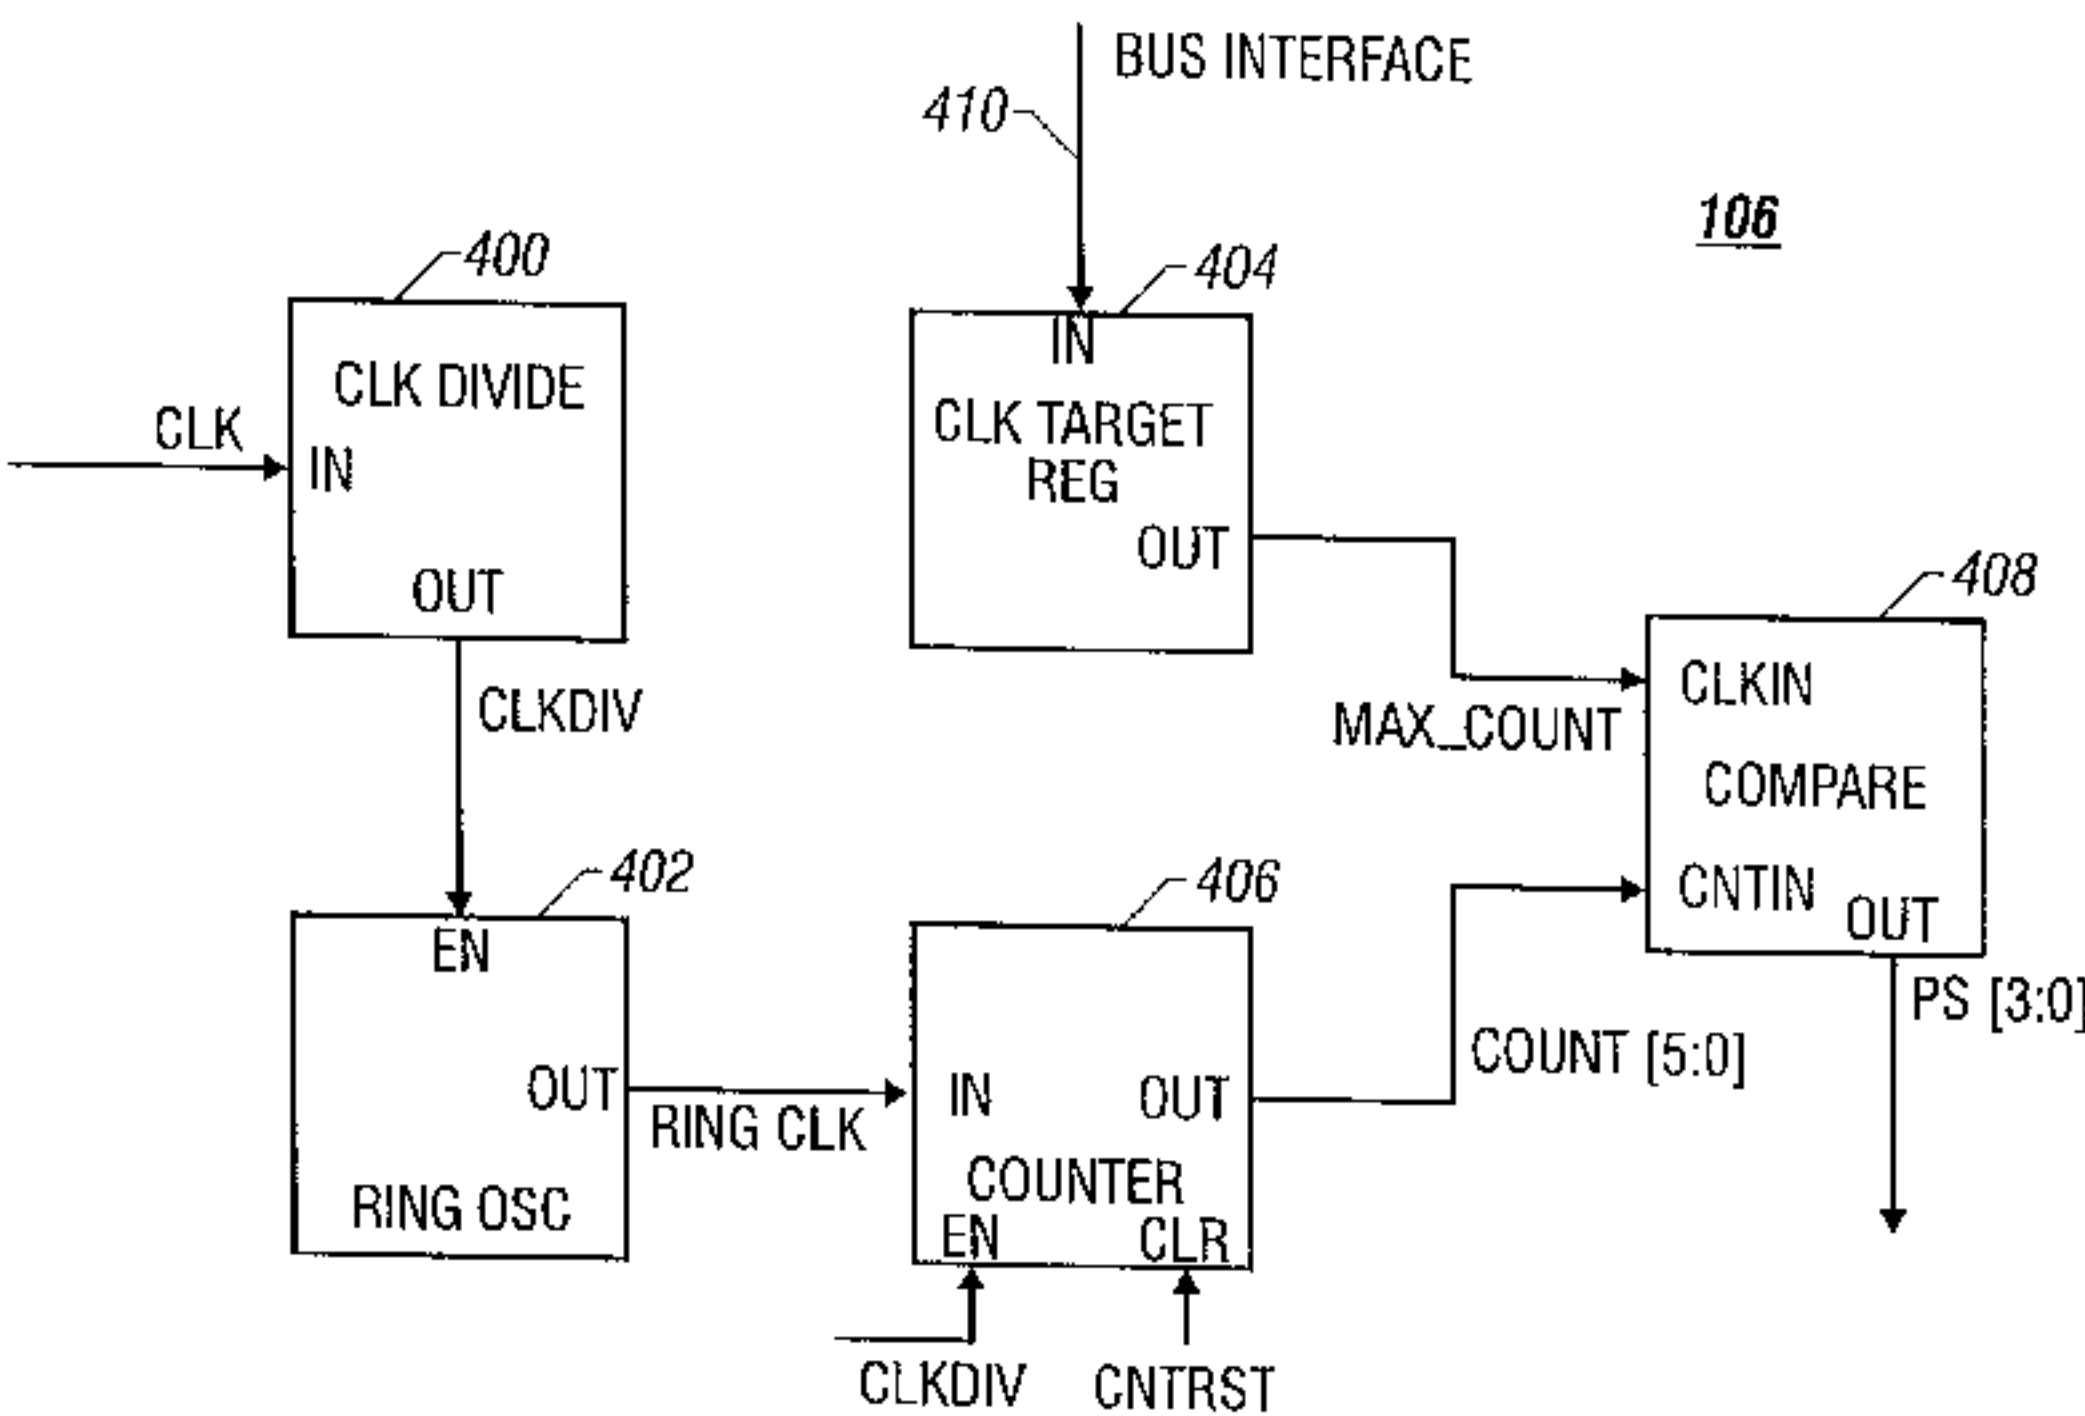 BUS INTERFACE
410
106
400
404
CLK DIVIDE
IN
CLK
IN
CLK TARGET
REG
OUT
OUT
408
CLKDIV
CLKIN
MAX_COUNT
COMPARE
402
406
CNTIN
OUT
EN
PS [3:0]
OUT
RING CLK
IN
OUT
COUNT [5:0]
RING OSC
COUNTER
EN
CLR
CLKDIV
CNTRST